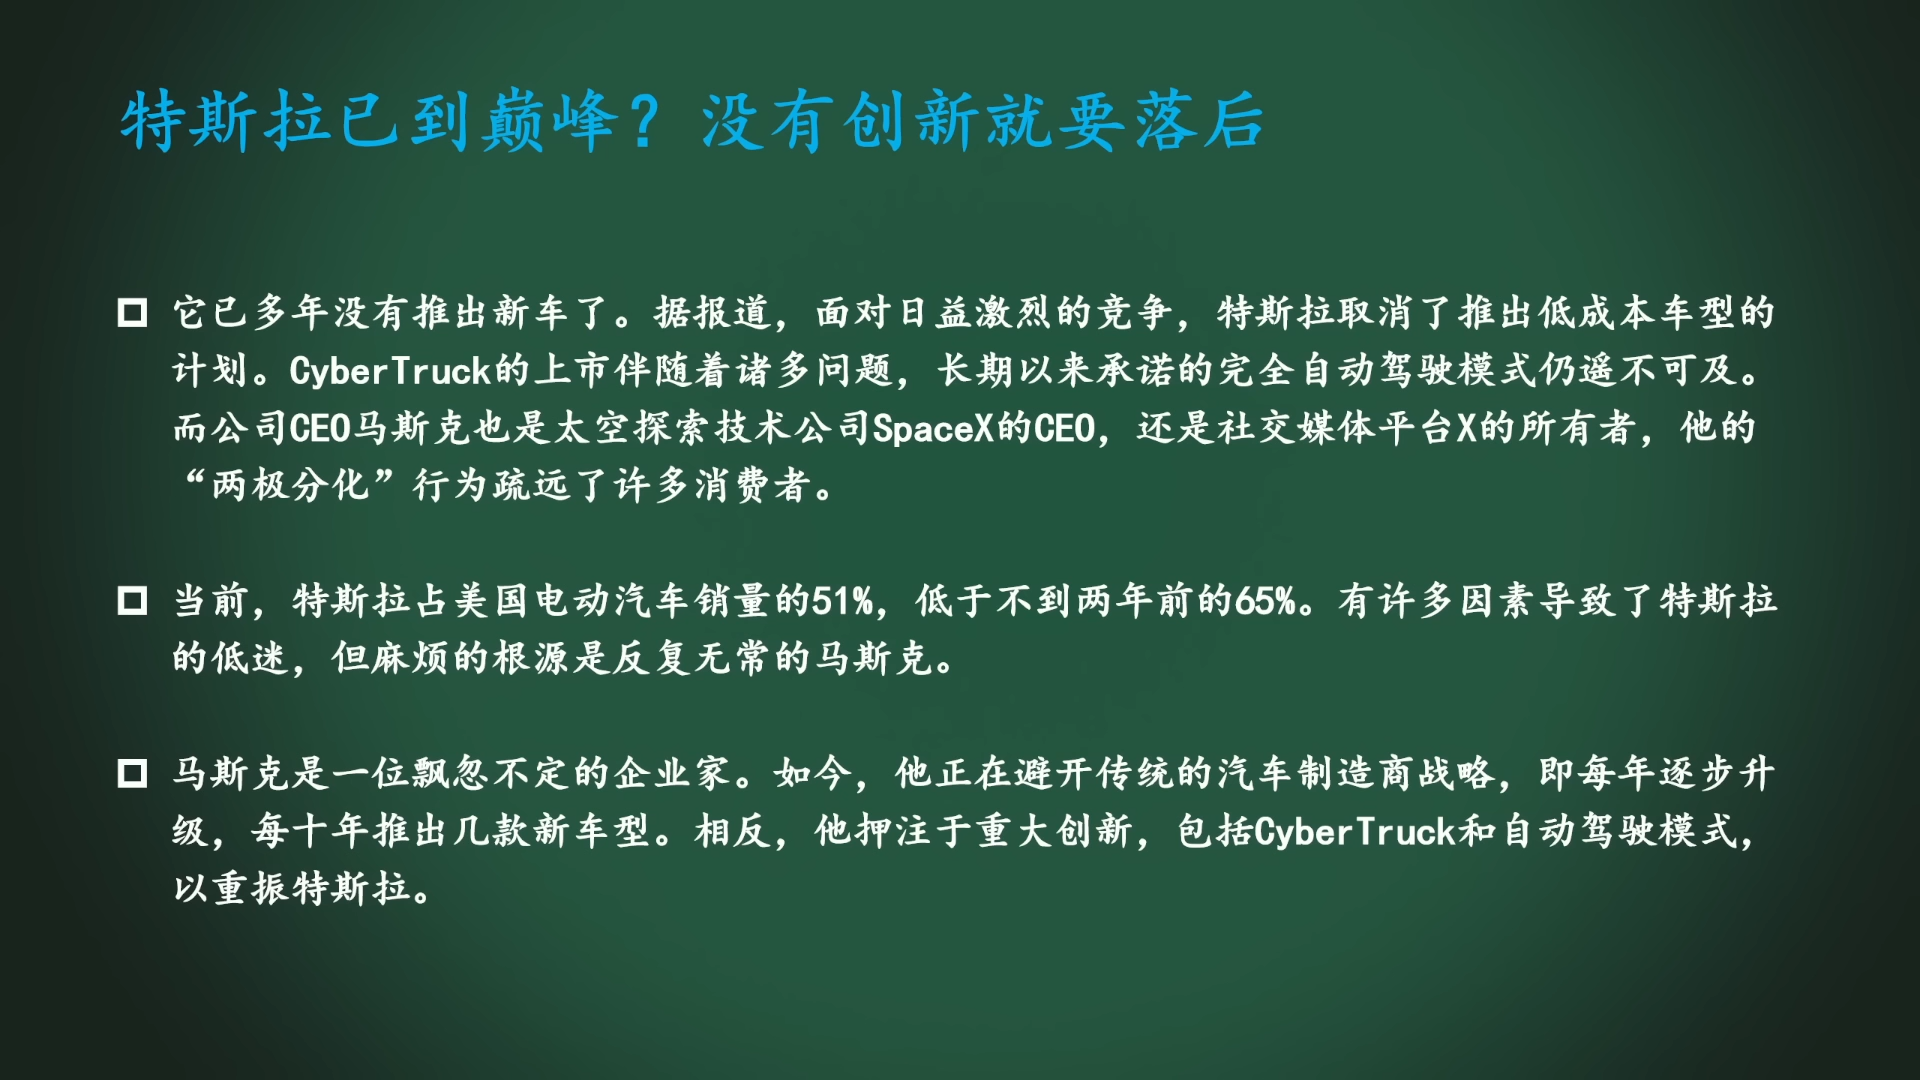 特斯拉已到巅峰？没有创新就要落后
它已多年没有推出新车了。据报道，面对日益激烈的竞争，特斯拉取消了推出低成本车型的
计划。CyberTruck的上市伴随着诸多问题，长期以来承诺的完全自动驾驶模式仍遥不可及。
而公司CEO马斯克也是太空探索技术公司SpaceX的CEO，还是社交媒体平台X的所有者，他的
“两极分化”行为疏远了许多消费者。
当前，特斯拉占美国电动汽车销量的51%，低于不到两年前的65%。有许多因素导致了特斯拉
的低迷，但麻烦的根源是反复无常的马斯克。
马斯克是一位飘忽不定的企业家。如今，他正在避开传统的汽车制造商战略，即每年逐步升
级，每十年推出几款新车型。相反，他押注于重大创新，包括CyberTruck和自动驾驶模式，
以重振特斯拉。